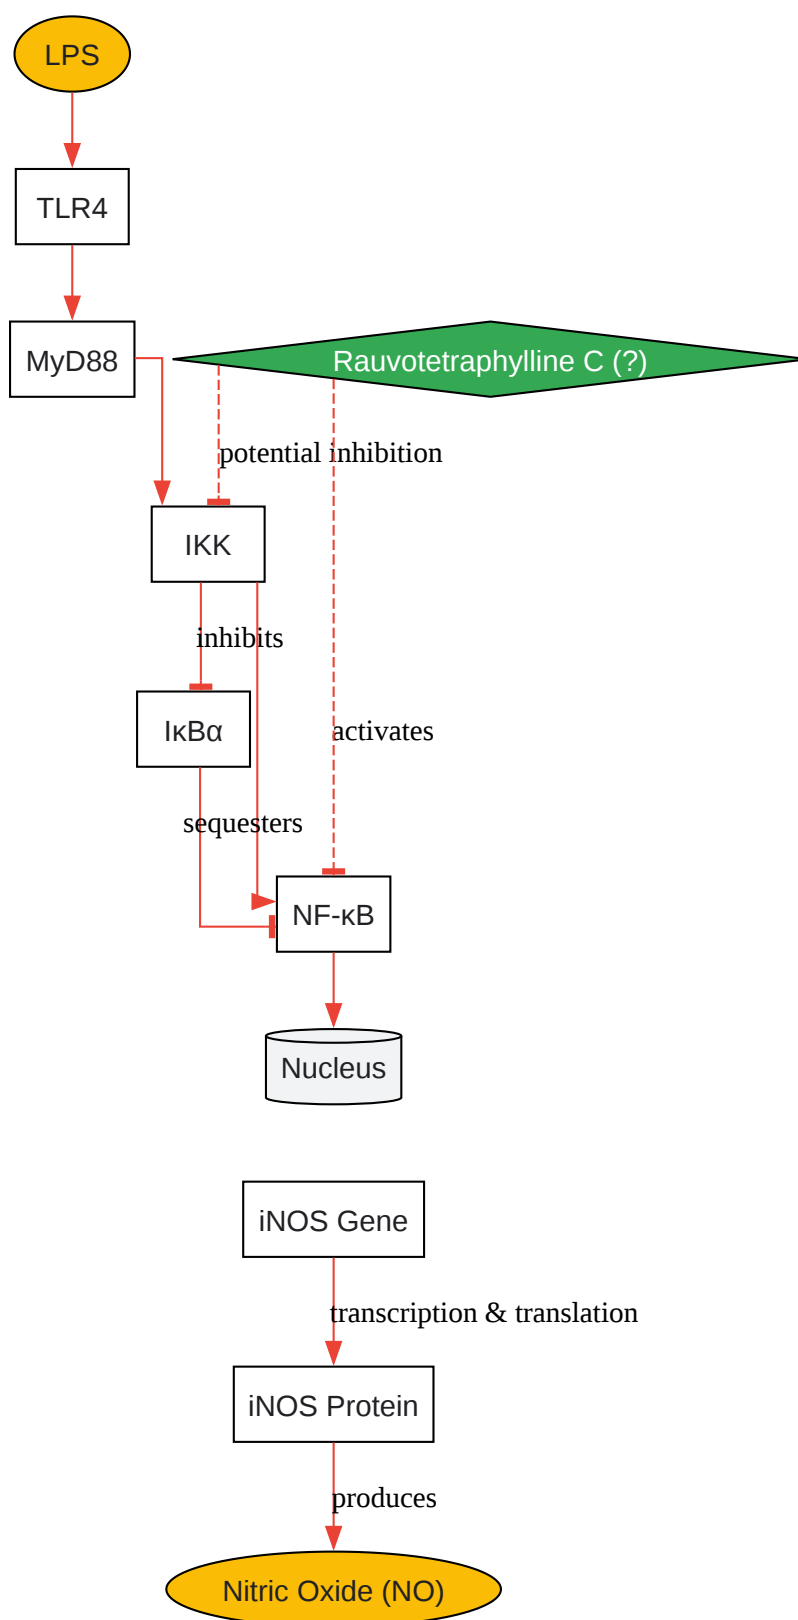 LPS
TLR4
MyD88
Rauvotetraphylline C (?)
potential inhibition
IKK
inhibits
IκBα
activates
sequesters
NF-κB
Nucleus
iNOS Gene
transcription & translation
iNOS Protein
produces
Nitric Oxide (NO)